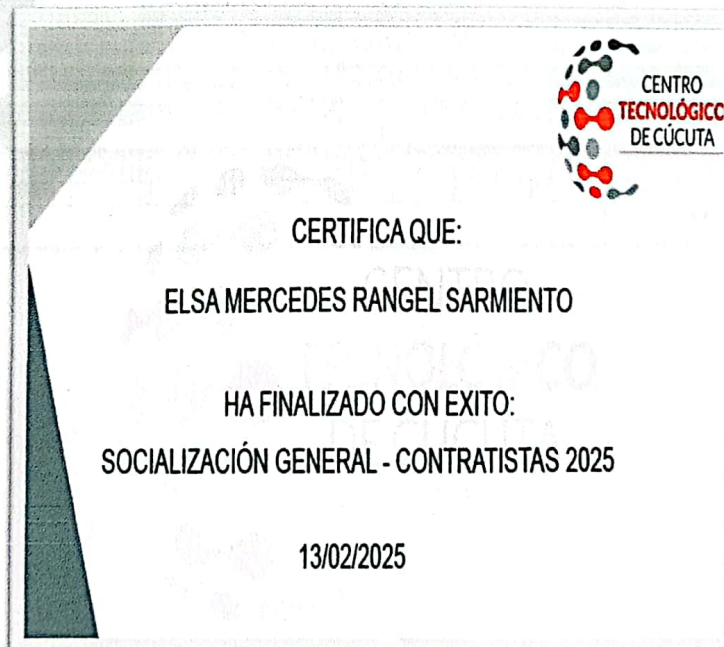 CENTRO
TECNOLÓGICO
DE CÚCUTA
CERTIFICA QUE:
ELSA MERCEDES RANGEL SARMIENTO
HA FINALIZADO CON EXITO:
SOCIALIZACIÓN GENERAL - CONTRATISTAS 2025
13/02/2025